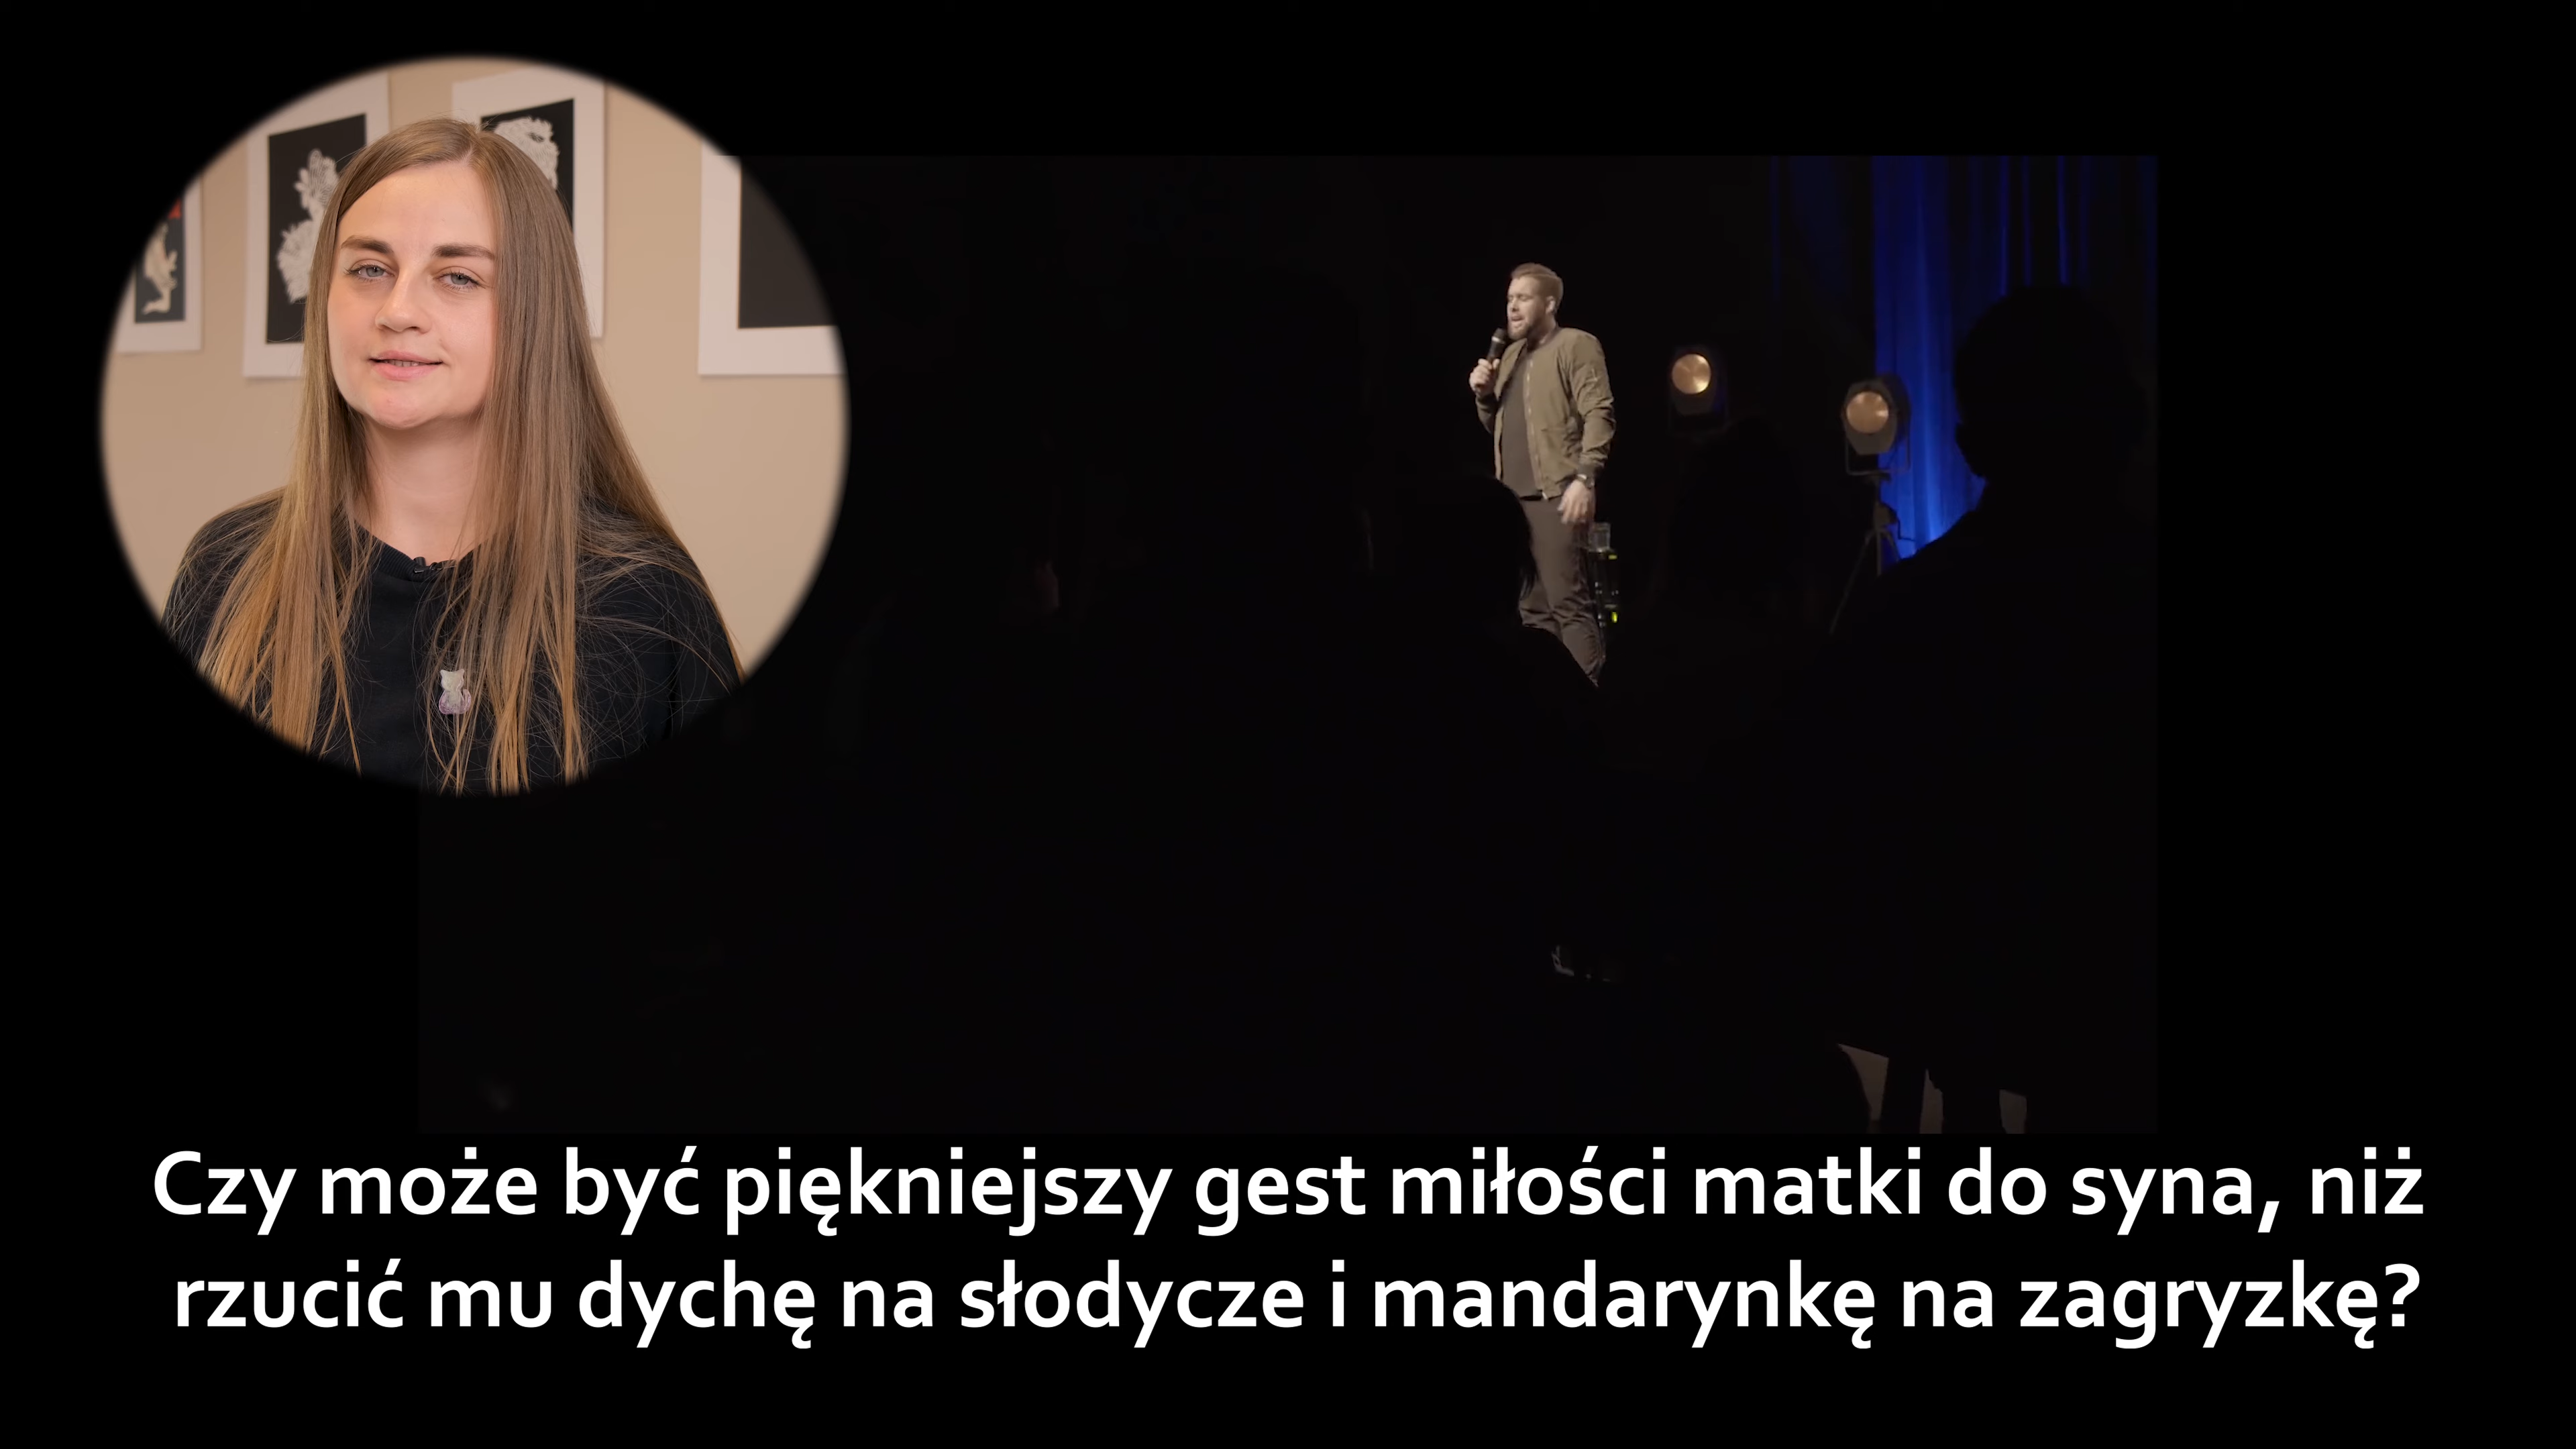 Czy może być piękniejszy gest miłości matki do syna, niż
rzucić mu dychę na słodycze i mandarynkę na zagryzkę?